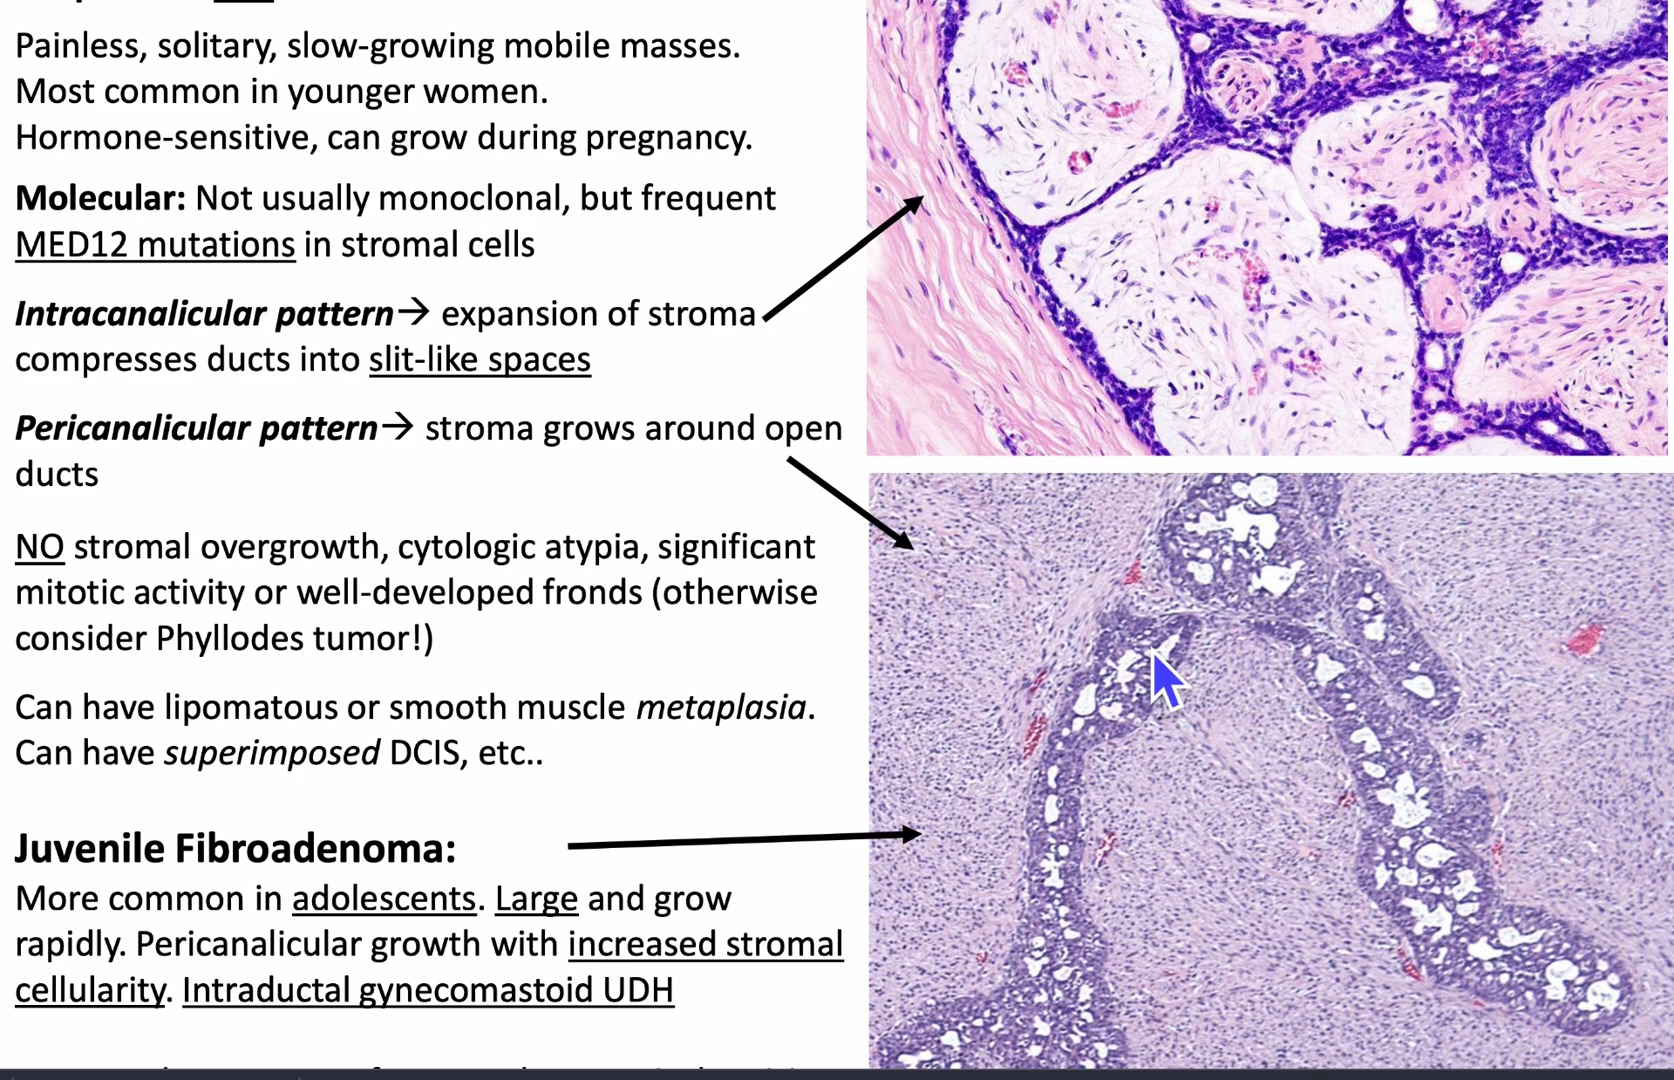 Painless, solitary, slow-growing mobile masses.
Most common in younger women.
Hormone-sensitive, can grow during pregnancy.
Molecular: Not usually monoclonal, but frequent
MED12 mutations in stromal cells
Intracanalicular pattern→ expansion of stroma
compresses ducts into slit-like spaces
Pericanalicular pattern→ stroma grows around open
ducts
NO stromal overgrowth, cytologic atypia, significant
mitotic activity or well-developed fronds (otherwise
consider Phyllodes tumor!)
Can have lipomatous or smooth muscle metaplasia.
Can have superimposed DCIS, etc..
Juvenile Fibroadenoma:
More common in adolescents. Large and grow
rapidly. Pericanalicular growth with increased stromal
cellularity. Intraductal gynecomastoid UDH